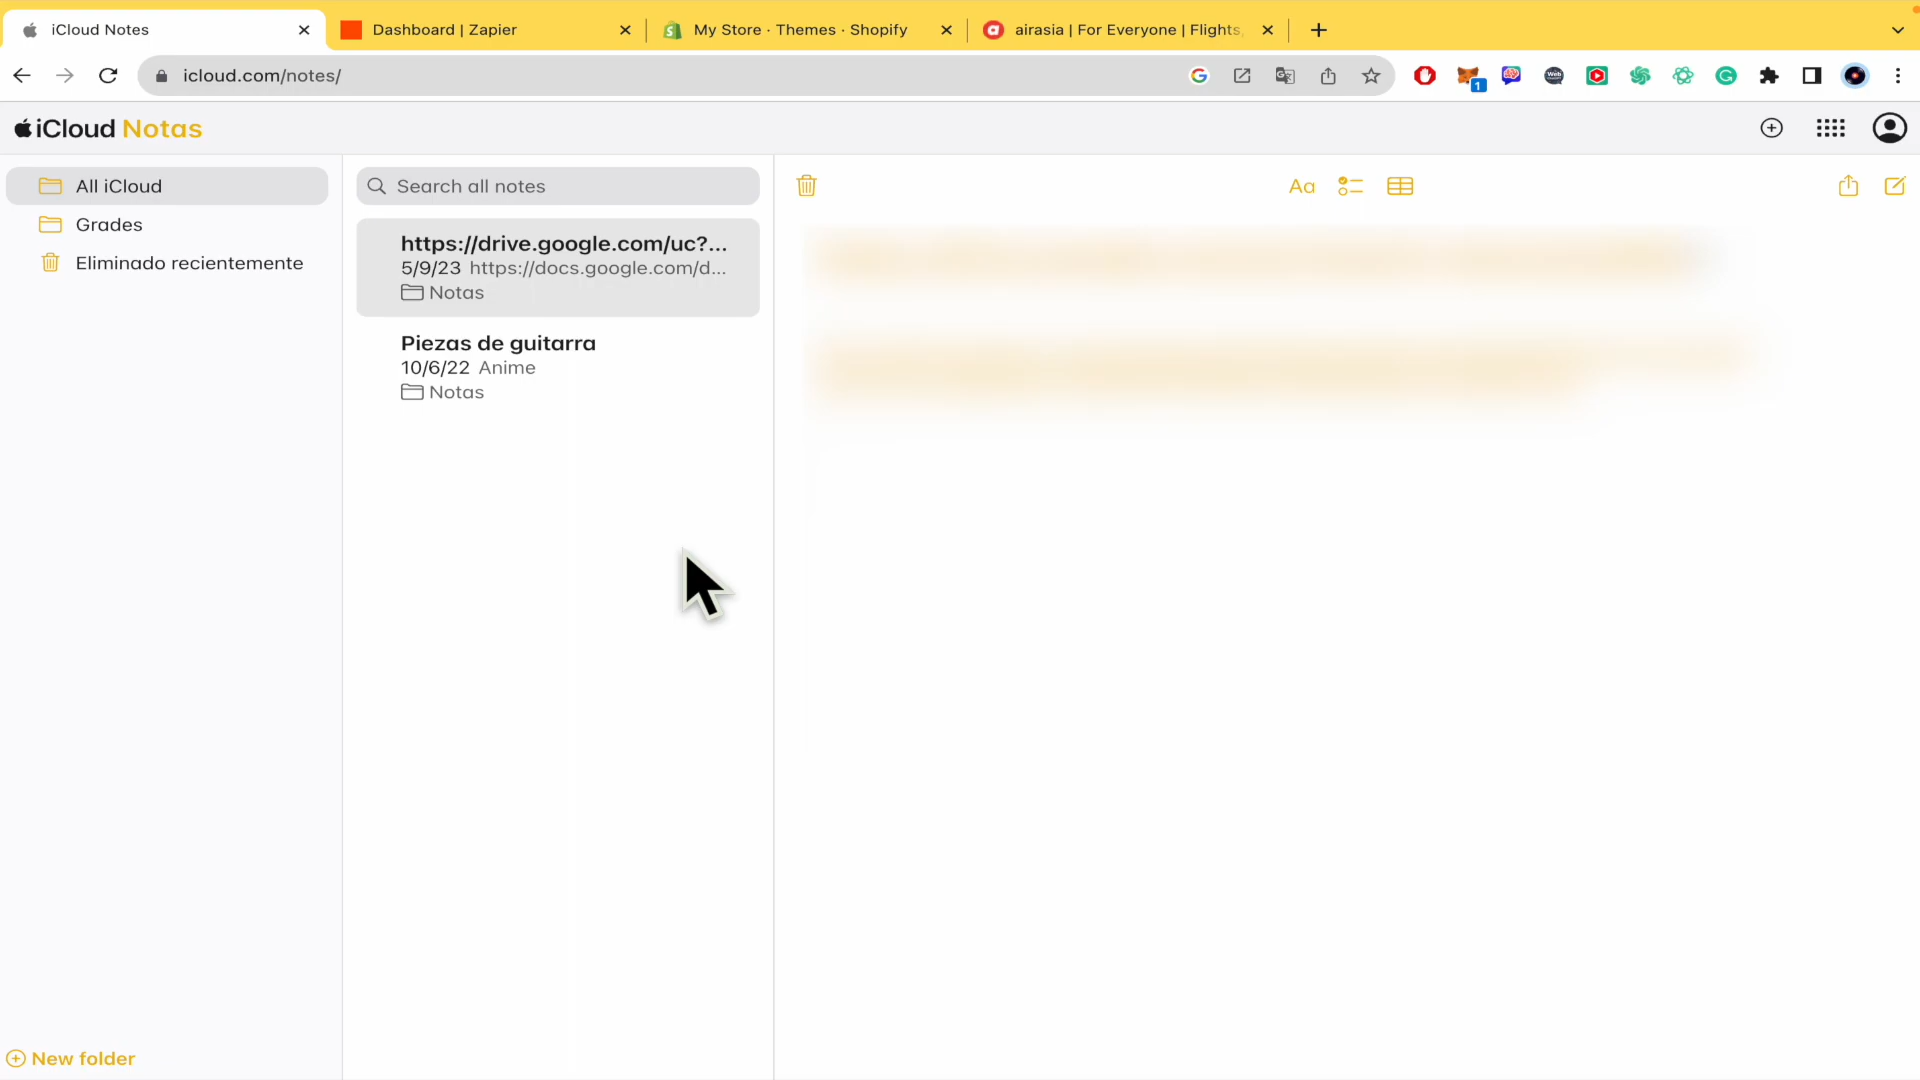 iCloud Notes
Dashboard | Zapier
My Store · Themes · Shopify
airasia | For Everyone | Flights,
icloud.com/notes/
1
iCloud Notas
All iCloud
Grades
Eliminado recientemente
Search all notes
https://drive.google.com/uc?...
5/9/23 https://docs.google.com/d...
Notas
Piezas de guitarra
10/6/22 Anime
Notas
Aa
New folder